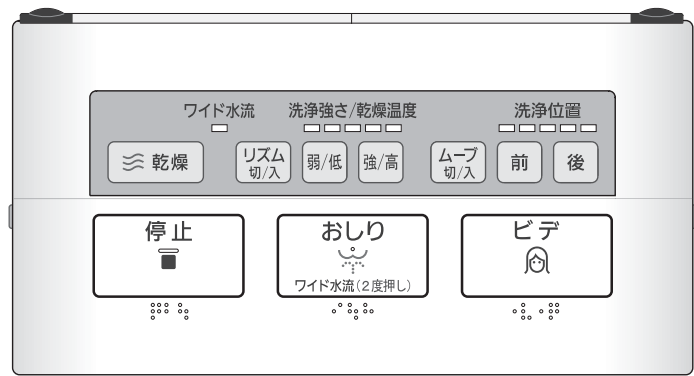 ワイド水流 洗浄強さ/乾燥温度 洗浄位置
乾燥 リズム 切/入 弱/低 強/高 ムーブ 切/入 前 後
停止 おしり ビデ
ワイド水流(2度押し)